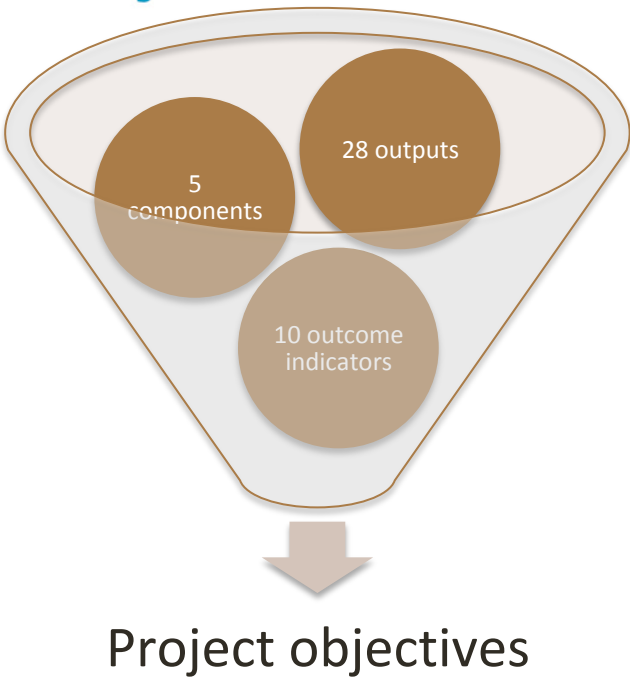 28 outputs
5
components
10 outcome
indicators
Project objectives